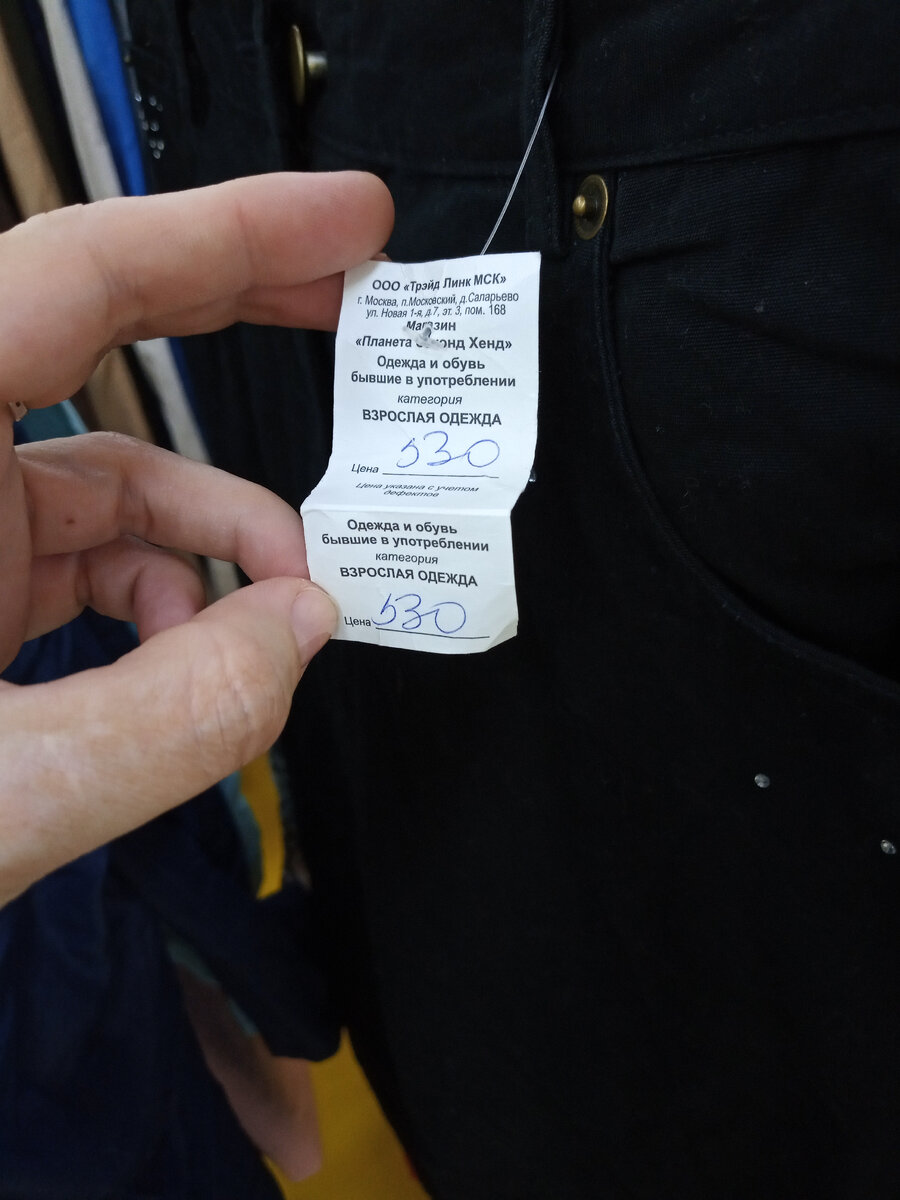 ООО «Трэйд Линк МСК»
г. Москва, п.Московский, д.Саларьево
ул. Новая 1-я, д.7, эт. 3, пом. 168
Магазин
«Планета Хенд»
Одежда и обувь
бывшие в употреблении
категория
ВЗРОСЛАЯ ОДЕЖДА
Цена 530
Цена указана с учетом
дефектов
Одежда и обувь
бывшие в употреблении
категория
ВЗРОСЛАЯ ОДЕЖДА
Цена 530